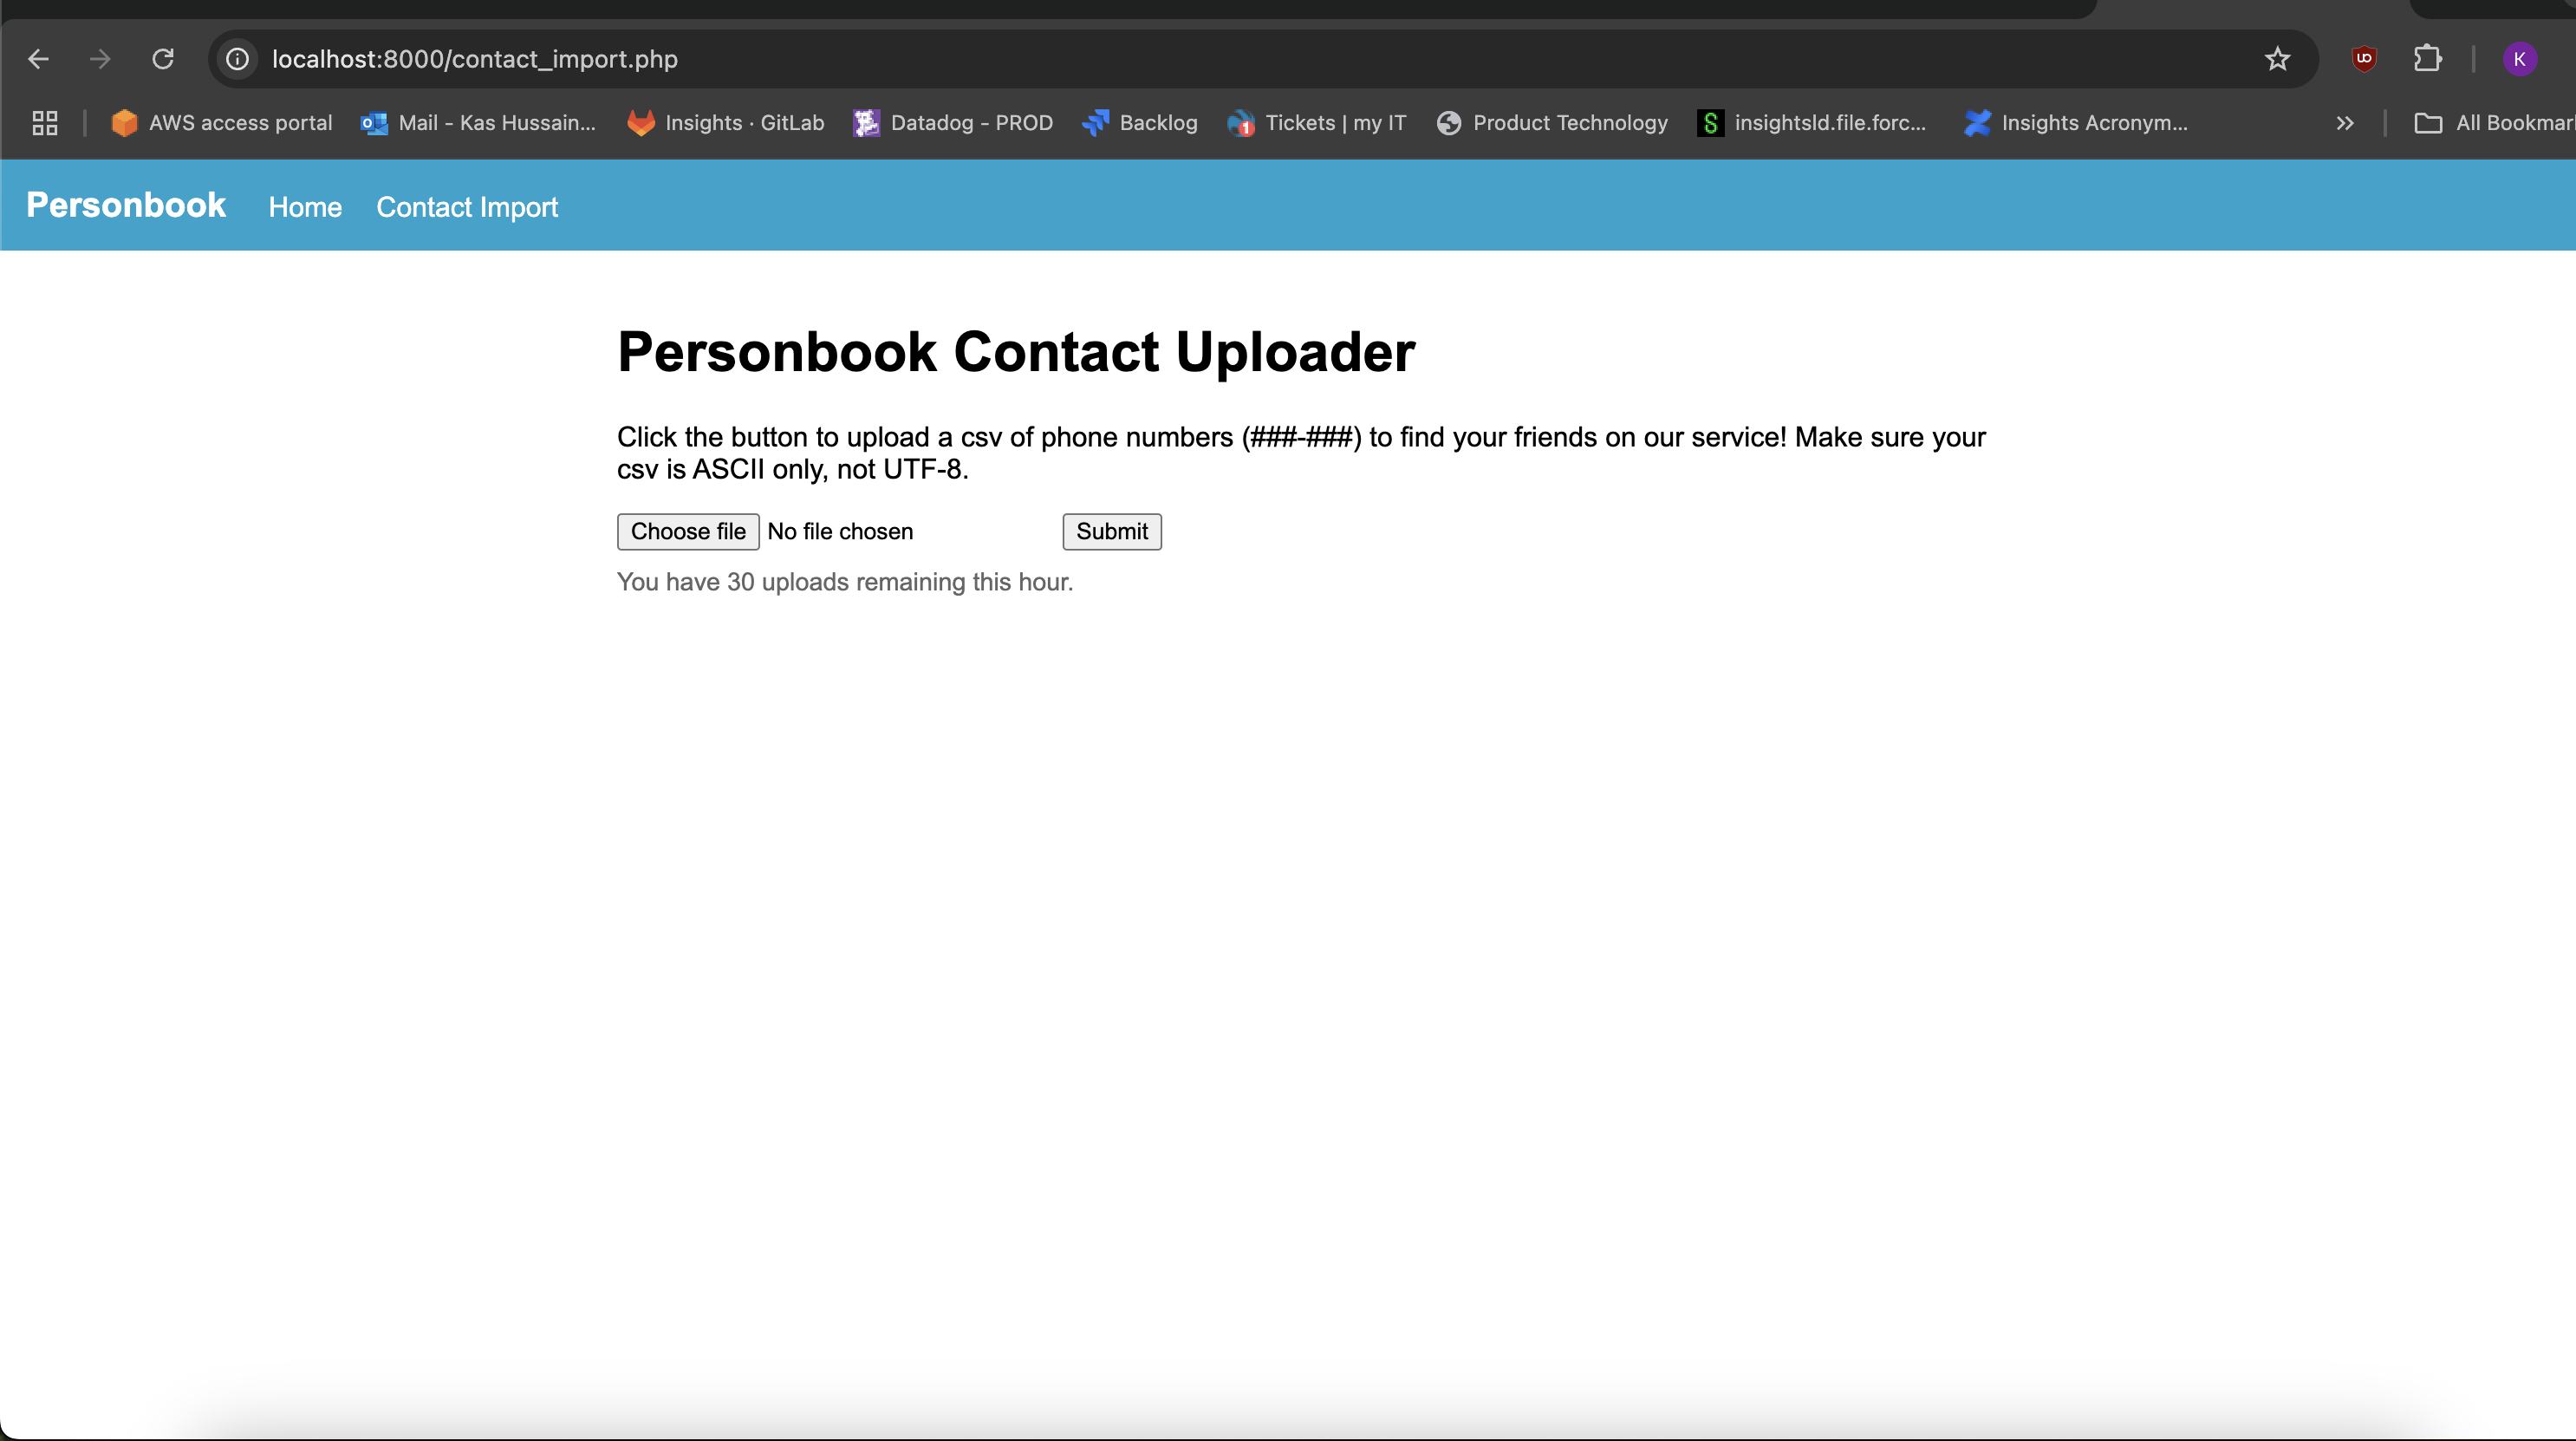 localhost:8000/contact_import.php
K
AWS access portal
Mail - Kas Hussain...
Insights · GitLab
Datadog - PROD
Backlog
Tickets | my IT
Product Technology
insightsld.file.forc...
Insights Acronym...
All Bookmar
Personbook Home Contact Import
Personbook Contact Uploader
Click the button to upload a csv of phone numbers (###-###) to find your friends on our service! Make sure your
csv is ASCII only, not UTF-8.
Choose file No file chosen Submit
You have 30 uploads remaining this hour.